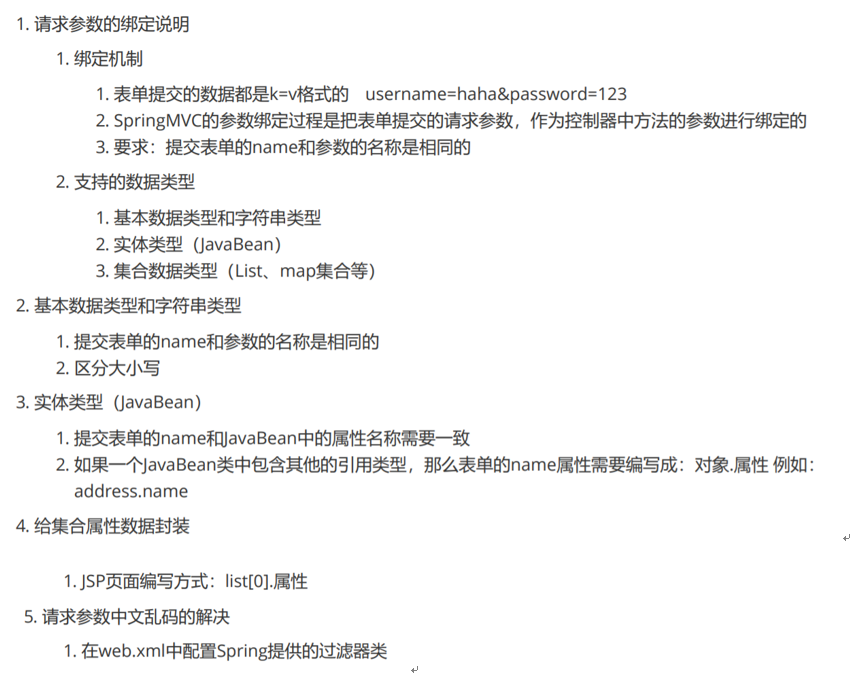 1. 请求参数的绑定说明
1. 绑定机制
1. 表单提交的数据都是k=v格式的 username=haha&password=123
2. SpringMVC的参数绑定过程是把表单提交的请求参数，作为控制器中方法的参数进行绑定的
3. 要求：提交表单的name和参数的名称是相同的
2. 支持的数据类型
1. 基本数据类型和字符串类型
2. 实体类型（JavaBean）
3. 集合数据类型（List、map集合等）
2. 基本数据类型和字符串类型
1. 提交表单的name和参数的名称是相同的
2. 区分大小写
3. 实体类型（JavaBean）
1. 提交表单的name和JavaBean中的属性名称需要一致
2. 如果一个JavaBean类中包含其他的引用类型，那么表单的name属性需要编写成：对象.属性 例如：
address.name
4. 给集合属性数据封装
1. JSP页面编写方式：list[0].属性
5. 请求参数中文乱码的解决
1. 在web.xml中配置Spring提供的过滤器类